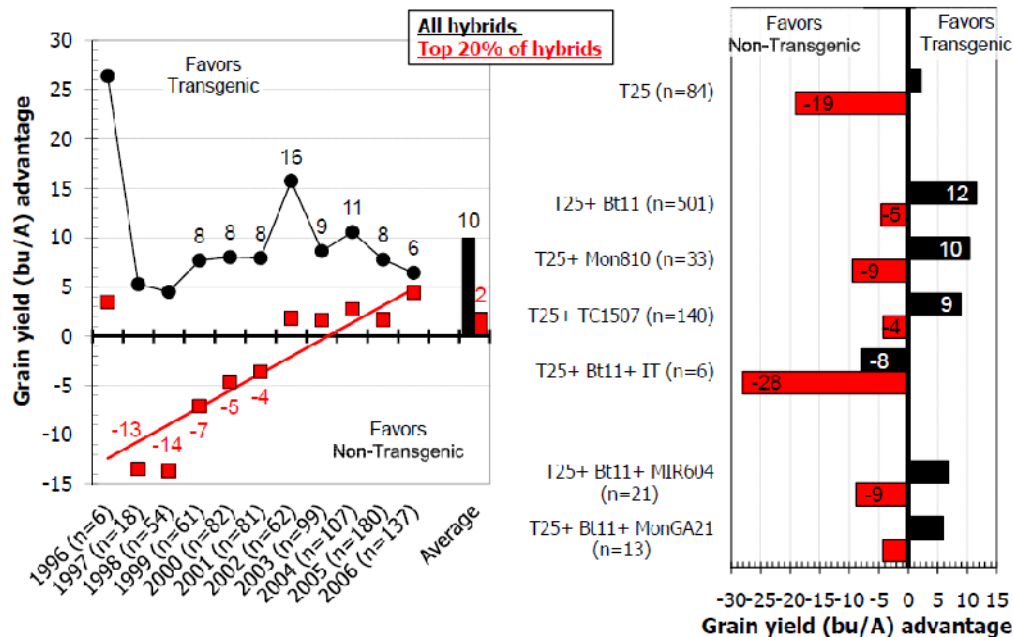 All hybrids
Top 20% of hybrids
30
25
20
15
10
5
0
-5
-10
-15
Grain yield (bu/A) advantage
Favors
Transgenic
8
8
8
16
9
11
8
6
10
2
-13
-14
-7
-5
-4
Favors
Non-Transgenic
1996 (n=6)
1997 (n=18)
1998 (n=54)
1999 (n=61)
2000 (n=82)
2001 (n=81)
2002 (n=62)
2003 (n=99)
2004 (n=107)
2005 (n=180)
2006 (n=137)
Average
Favors
Non-Transgenic
Favors
Transgenic
T25 (n=84)
-19
T25+ Bt11 (n=501)
12
-5
T25+ Mon810 (n=33)
10
-9
T25+ TC1507 (n=140)
9
-4
T25+ Bt11+ IT (n=6)
-8
-28
T25+ Bt11+ MIR604
(n=21)
-9
T25+ Bt11+ MonGA21
(n=13)
-30 -25 -20 -15 -10 -5 0 5 10 15
Grain yield (bu/A) advantage